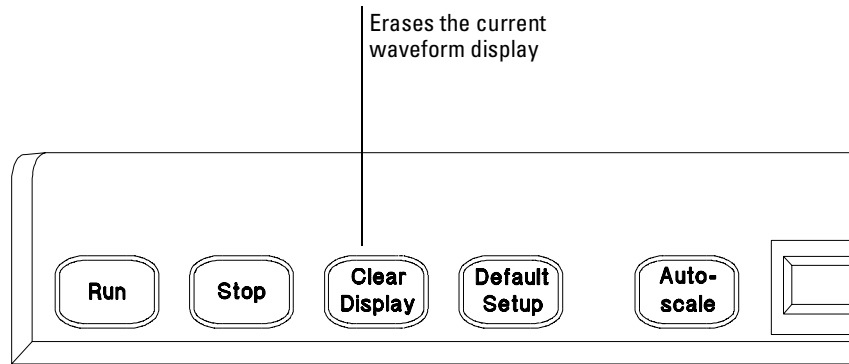 Erases the current
waveform display
Run
Stop
Clear
Display
Default
Setup
Auto-
scale